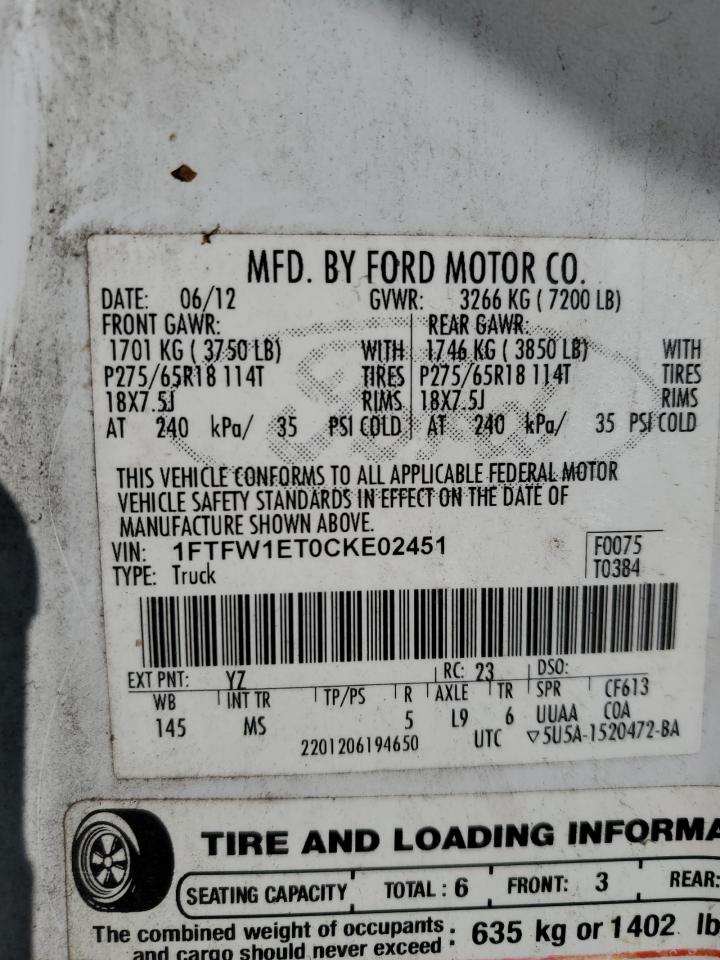 MFD. BY FORD MOTOR CO.
DATE: 06/12 GVWR: 3266 KG ( 7200 LB)
FRONT GAWR: REAR GAWR:
1701 KG ( 3750 LB) WITH 1746 KG ( 3850 LB) WITH
P275/65R18 114T TIRES P275/65R18 114T TIRES
18X7.5J RIMS 18X7.5J RIMS
AT 240 kPa/ 35 PSI COLD AT 240 kPa/ 35 PSI COLD
THIS VEHICLE CONFORMS TO ALL APPLICABLE FEDERAL MOTOR
VEHICLE SAFETY STANDARDS IN EFFECT ON THE DATE OF
MANUFACTURE SHOWN ABOVE.
VIN: 1FTFW1ET0CKE02451 F0075
TYPE: Truck T0384
EXT PNT: YZ RC: 23 DSO:
WB INT TR TP/PS R AXLE TR SPR CF613
145 MS 5 L9 6 UUAA COA
2201206194650 UTC ▽5U5A-1520472-BA
TIRE AND LOADING INFORMA
SEATING CAPACITY TOTAL : 6 FRONT: 3 REAR:
The combined weight of occupants
and cargo should never exceed : 635 kg or 1402 lb